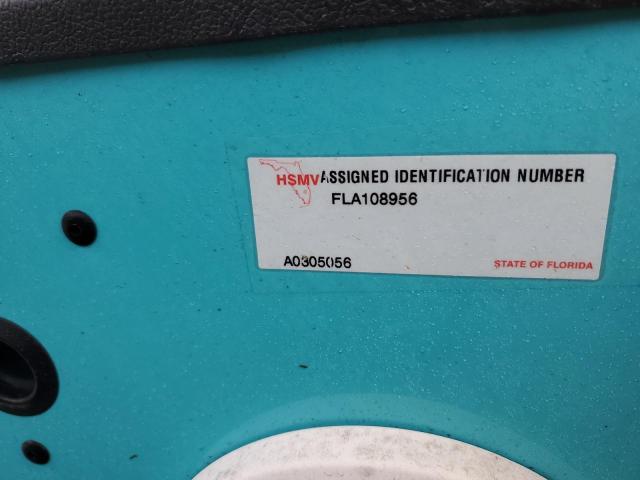 HSMV ASSIGNED IDENTIFICATION NUMBER
FLA108956
A0305056
STATE OF FLORIDA